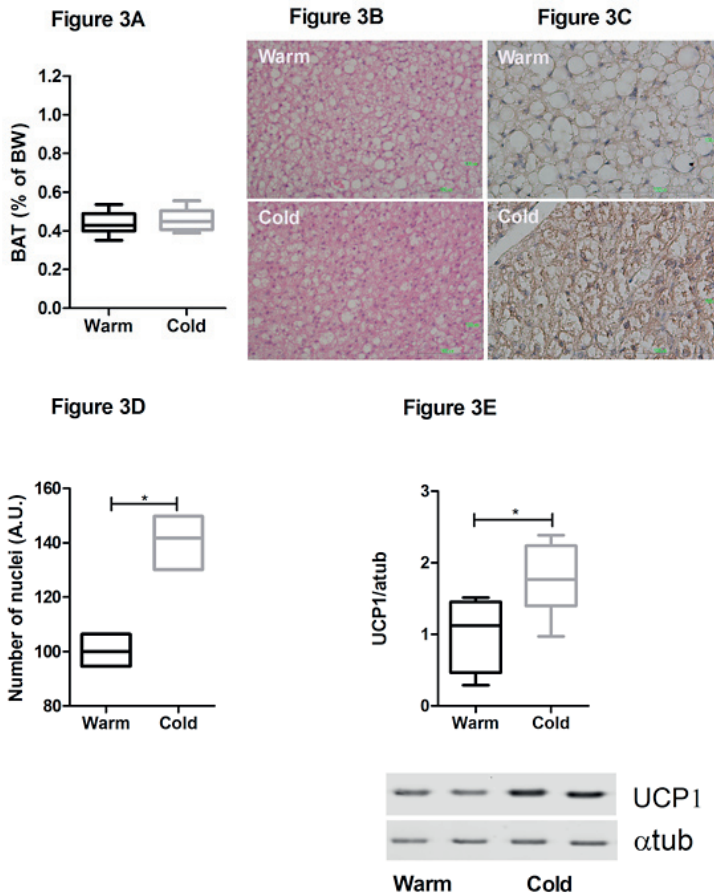 Figure 3A
Figure 3B
Figure 3C
BAT (% of BW)
1.2
1.0
0.8
0.6
0.4
0.2
0.0
Warm
Cold
Warm
Cold
Warm
Cold
Figure 3D
Figure 3E
Number of nuclei (A.U.)
160
140
120
100
80
*
Warm
Cold
UCP1/atub
3
2
1
0
*
Warm
Cold
UCP1
αtub
Warm
Cold